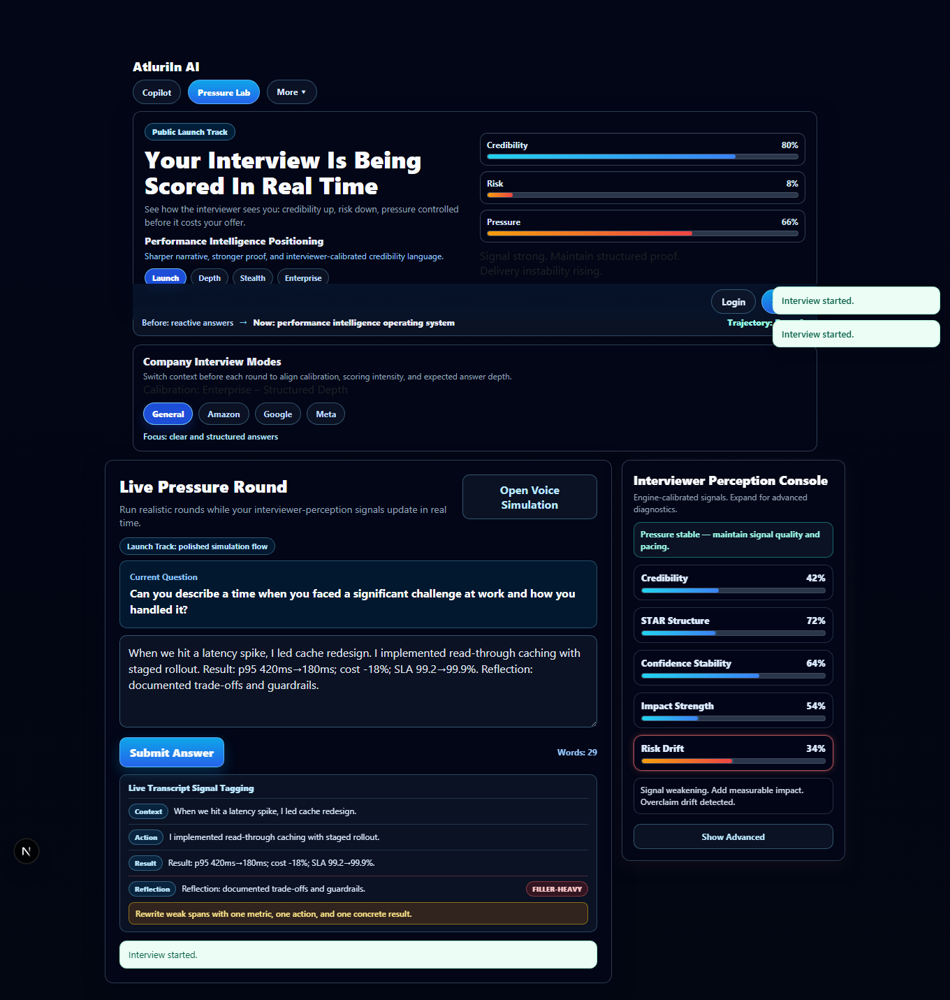 AtluriIn AI
Copilot
Pressure Lab
More ▾
Public Launch Track
Your Interview Is Being
Scored In Real Time
See how the interviewer sees you: credibility up, risk down, pressure controlled
before it costs your offer.
Performance Intelligence Positioning
Sharper narrative, stronger proof, and interviewer-calibrated credibility language.
Launch
Depth
Stealth
Enterprise
Credibility
80%
Risk
8%
Pressure
66%
Signal strong. Maintain structured proof.
Delivery instability rising.
Login
Before: reactive answers → Now: performance intelligence operating system
Trajectory:
Interview started.
Interview started.
Company Interview Modes
Switch context before each round to align calibration, scoring intensity, and expected answer depth.
Calibration: Enterprise – Structured Depth
General
Amazon
Google
Meta
Focus: clear and structured answers
Live Pressure Round
Run realistic rounds while your interviewer-perception signals update in real
time.
Open Voice
Simulation
Launch Track: polished simulation flow
Current Question
Can you describe a time when you faced a significant challenge at work and how you
handled it?
When we hit a latency spike, I led cache redesign. I implemented read-through caching with
staged rollout. Result: p95 420ms→180ms; cost -18%; SLA 99.2→99.9%. Reflection:
documented trade-offs and guardrails.
Submit Answer
Words: 29
Live Transcript Signal Tagging
Context When we hit a latency spike, I led cache redesign.
Action I implemented read-through caching with staged rollout.
Result Result: p95 420ms→180ms; cost -18%; SLA 99.2→99.9%.
Reflection Reflection: documented trade-offs and guardrails.
FILLER-HEAVY
Rewrite weak spans with one metric, one action, and one concrete result.
Interview started.
Interviewer Perception Console
Engine-calibrated signals. Expand for advanced
diagnostics.
Pressure stable — maintain signal quality and
pacing.
Credibility
42%
STAR Structure
72%
Confidence Stability
64%
Impact Strength
54%
Risk Drift
34%
Signal weakening. Add measurable impact.
Overclaim drift detected.
Show Advanced
N